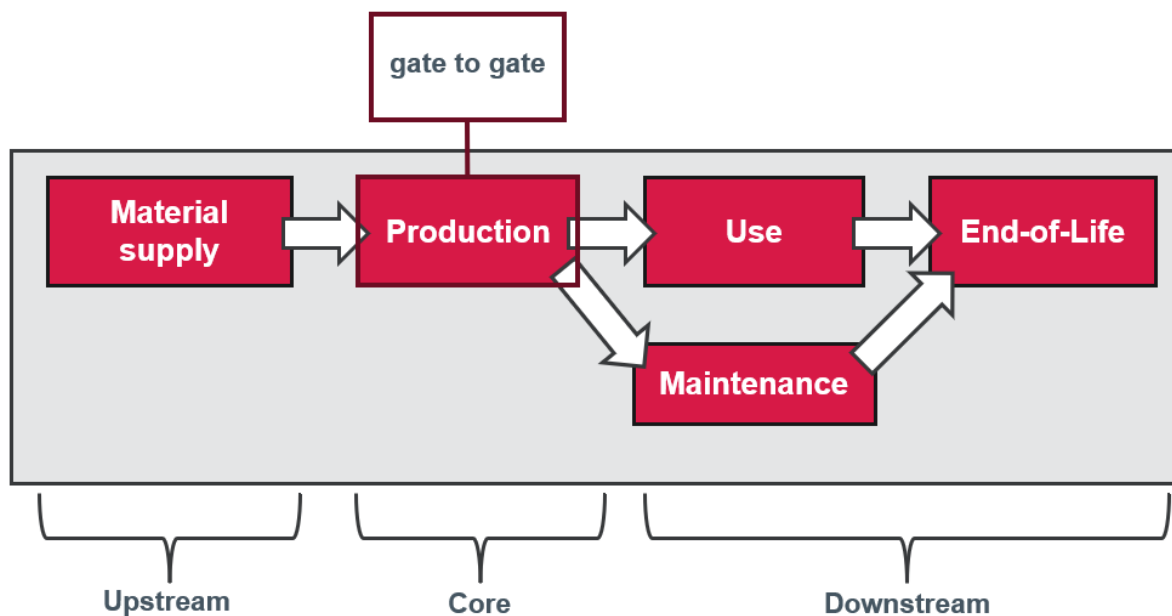 gate to gate
Material
supply
Production
Use
End-of-Life
Maintenance
Upstream
Core
Downstream